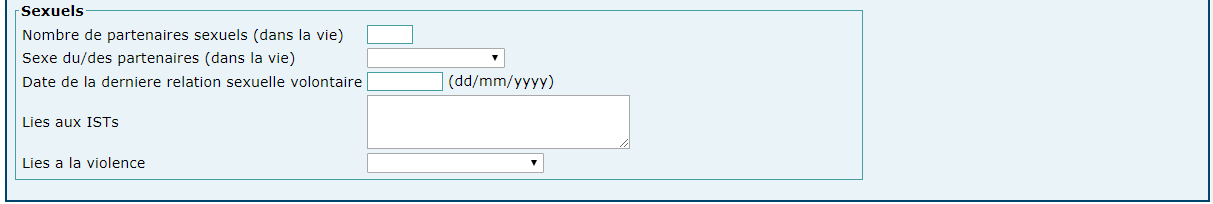 Sexuels
Nombre de partenaires sexuels (dans la vie)
Sexe du/des partenaires (dans la vie)
Date de la derniere relation sexuelle volontaire (dd/mm/yyyy)
Lies aux ISTs
Lies a la violence